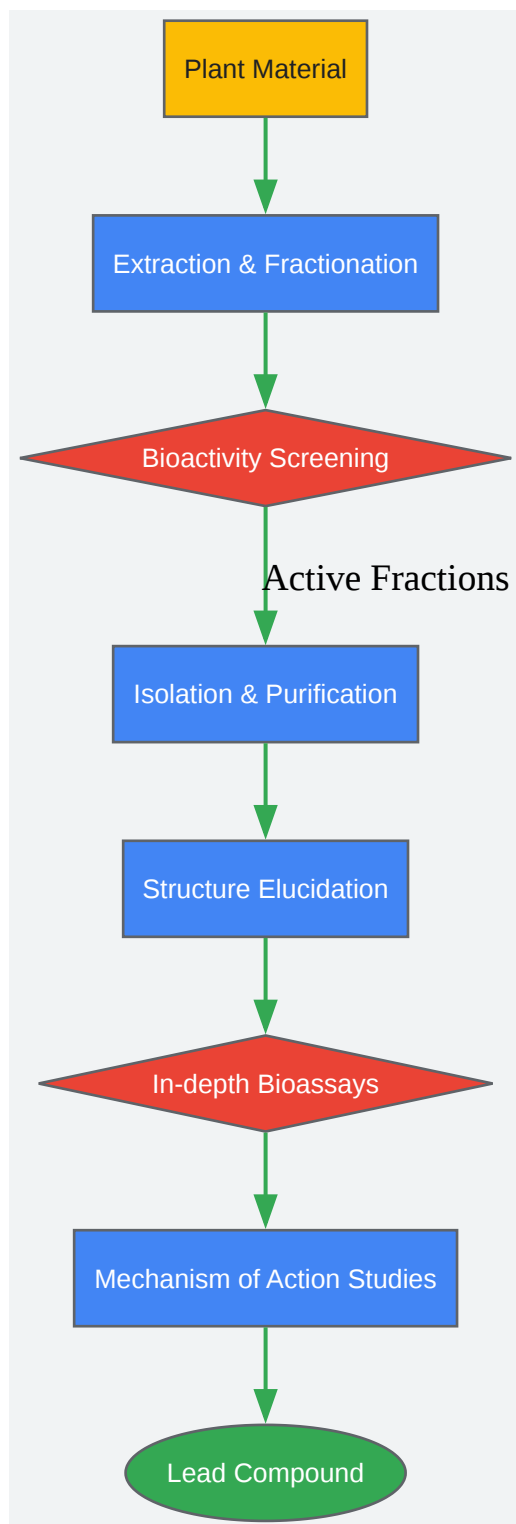 Plant Material
Extraction & Fractionation
Bioactivity Screening
Active Fractions
Isolation & Purification
Structure Elucidation
In-depth Bioassays
Mechanism of Action Studies
Lead Compound